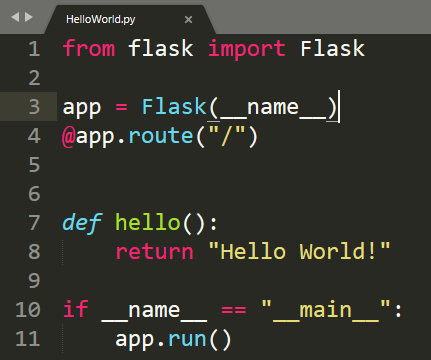 HelloWorld.py ×
1 from flask import Flask
2
3 app = Flask(__name__)
4 @app.route("/")
5
6
7 def hello():
8     return "Hello World!"
9
10 if __name__ == "__main__":
11     app.run()